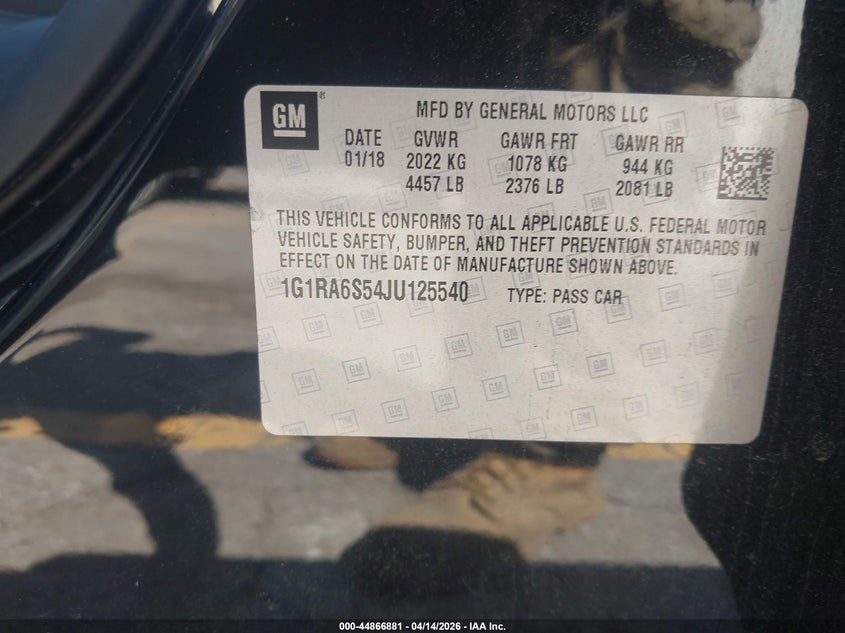 GM ®
MFD BY GENERAL MOTORS LLC
DATE GVWR GAWR FRT GAWR RR
01/18 2022 KG 1078 KG 944 KG
4457 LB 2376 LB 2081 LB
THIS VEHICLE CONFORMS TO ALL APPLICABLE U.S. FEDERAL MOTOR
VEHICLE SAFETY, BUMPER, AND THEFT PREVENTION STANDARDS IN
EFFECT ON THE DATE OF MANUFACTURE SHOWN ABOVE.
1G1RA6S54JU125540 TYPE: PASS CAR
000-44866881 - 04/14/2026 - IAA Inc.